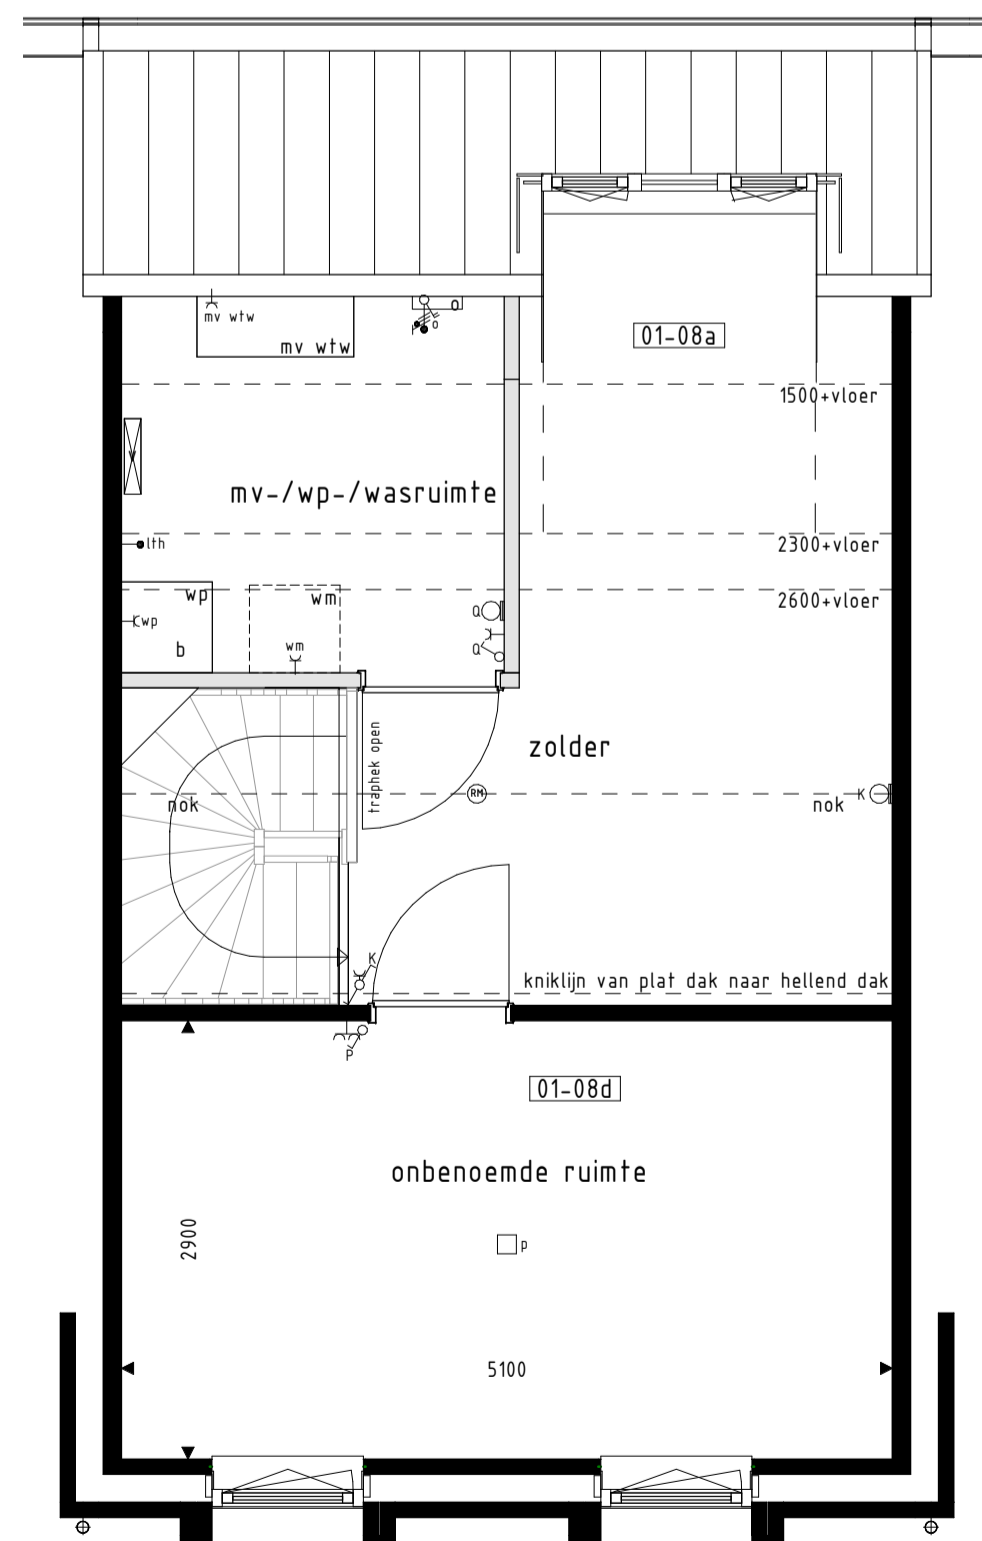 mv wtw
mv wtw
o
o
01-08a
1500+vloer
mv-/wp-/wasruimte
lth
2300+vloer
2600+vloer
wp
wm
wp
b
wm
Q
Q
traphek open
zolder
nok
RM
nok
K
K
kniklijn van plat dak naar hellend dak
P
01-08d
onbenoemde ruimte
2900
p
5100